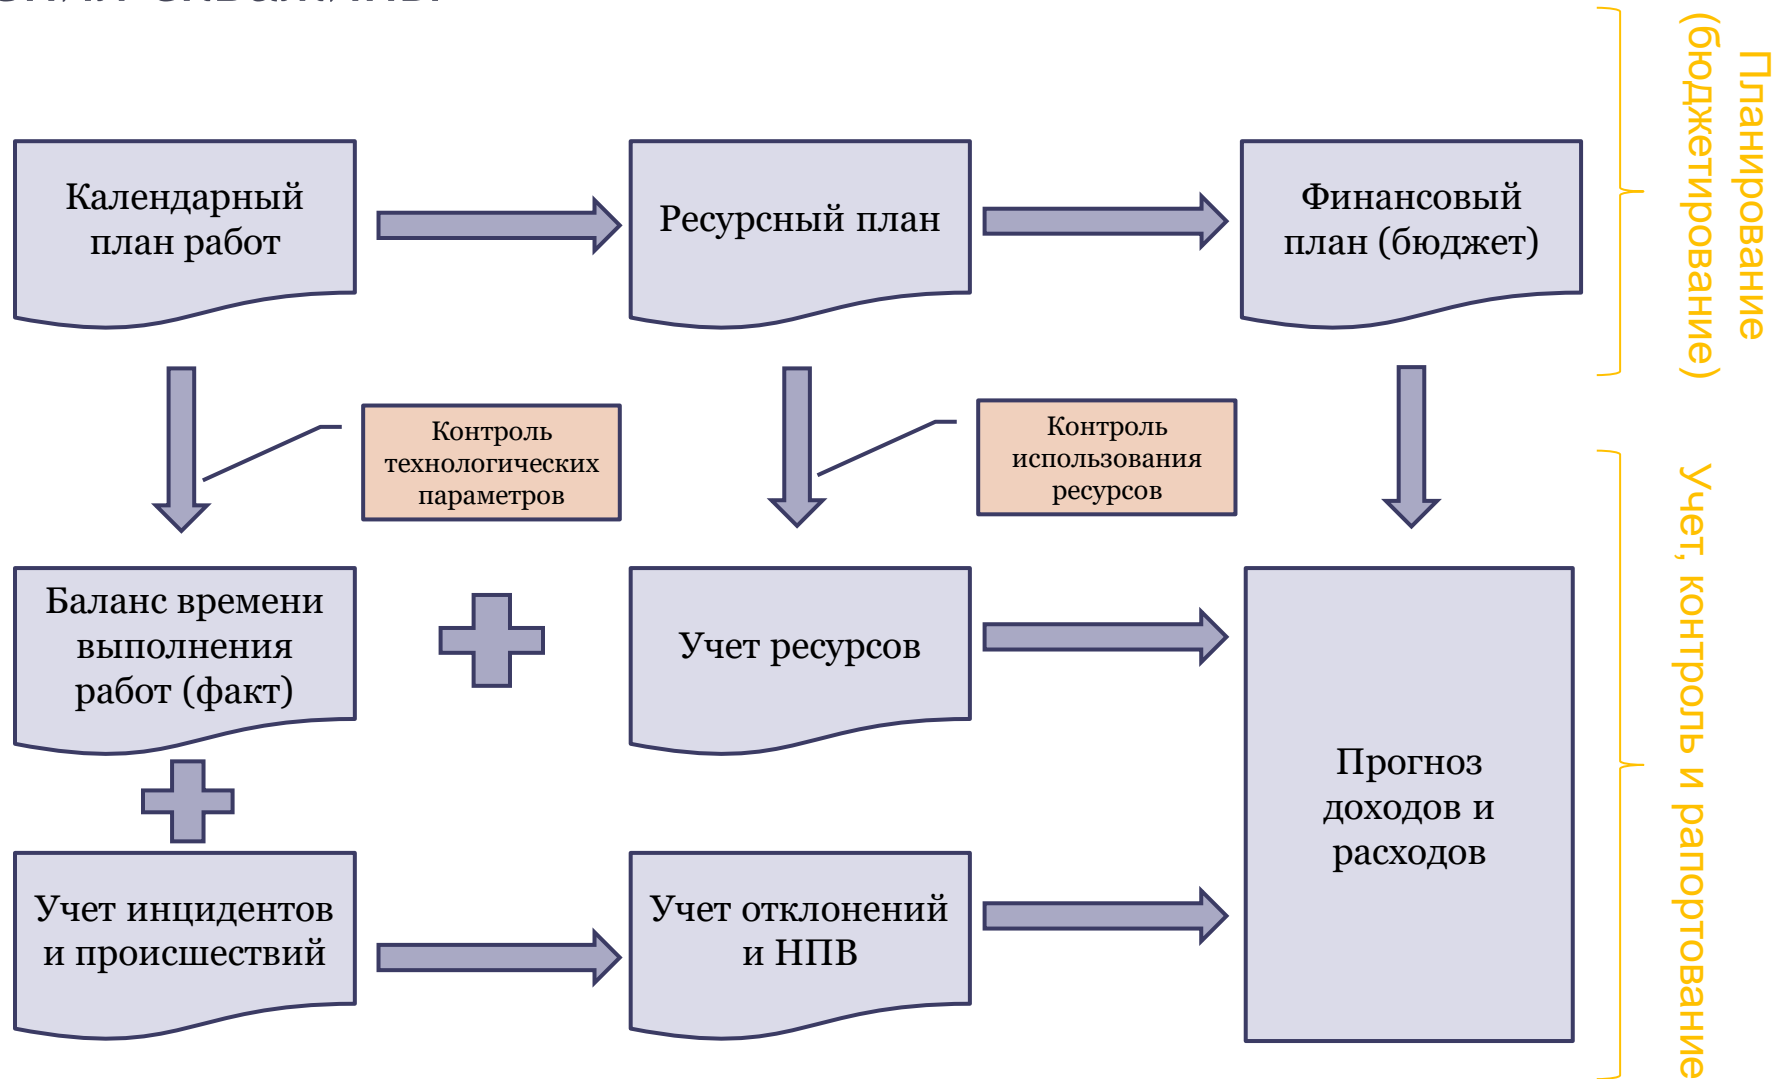 Календарный
план работ
Ресурсный план
Финансовый
план (бюджет)
Планирование
(бюджетирование)
Контроль
технологических
параметров
Контроль
использования
ресурсов
Баланс времени
выполнения
работ (факт)
Учет ресурсов
Прогноз
доходов и
расходов
Учет инцидентов
и происшествий
Учет отклонений
и НПВ
Учет, контроль и рапортование